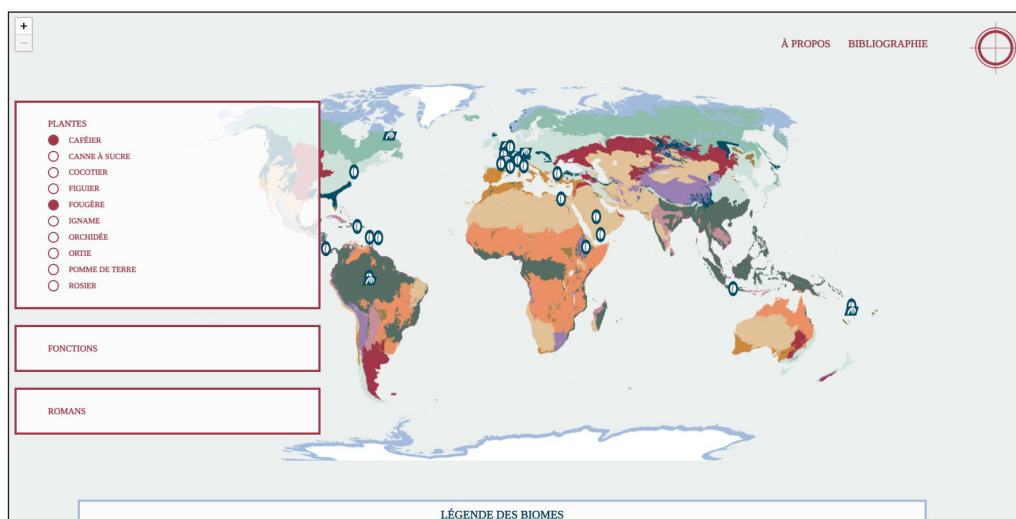 +
−
À PROPOS BIBLIOGRAPHIE
PLANTES
CAFÉIER
CANNE À SUCRE
COCOTIER
FIGUIER
FOUGÈRE
IGNAME
ORCHIDÉE
ORTIE
POMME DE TERRE
ROSIER
FONCTIONS
ROMANS
LÉGENDE DES BIOMES